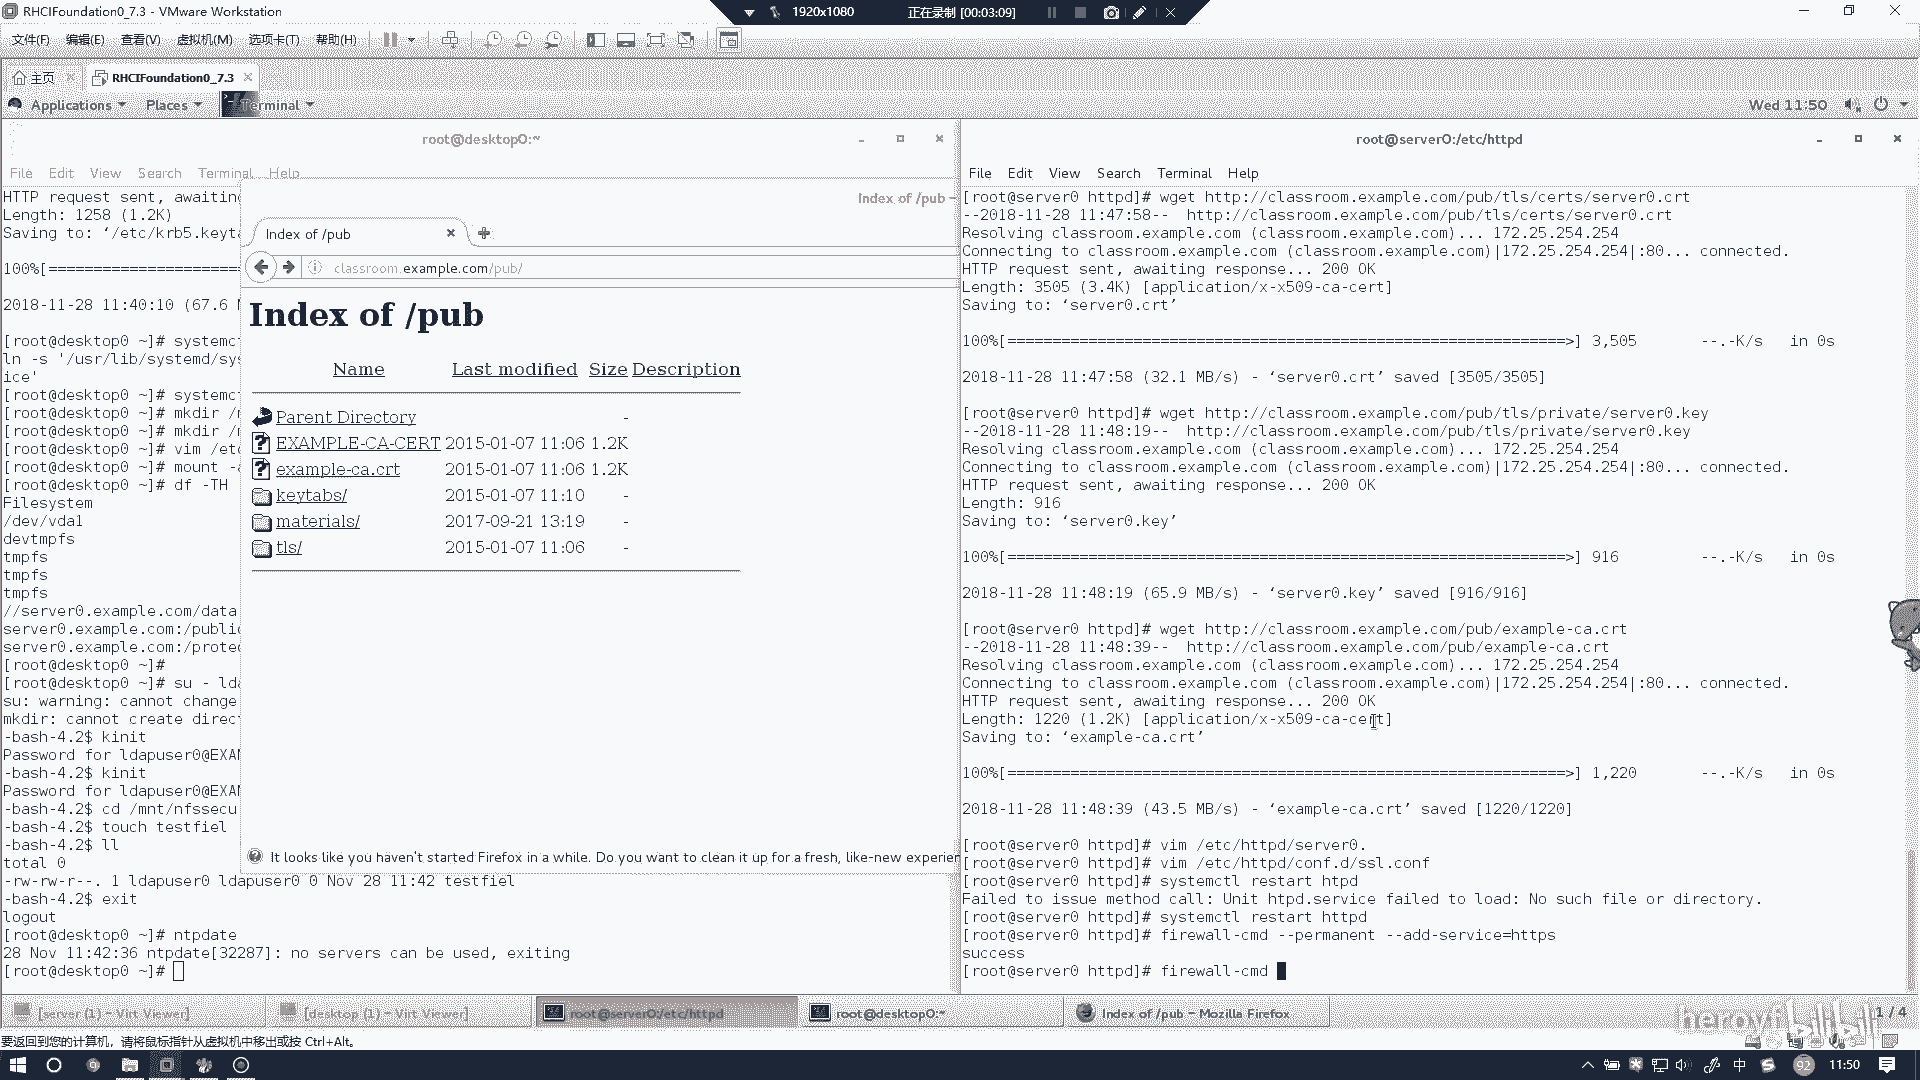 RHCIFoundation0_7.3 - VMware Workstation
1920x1080
正在录制 [00:03:09]
文件(F) 编辑(E) 查看(V) 虚拟机(M) 选项卡(T) 帮助(H)
主页
RHCIFoundation0_7.3
Applications Places Terminal
Wed 11:50
root@desktop0:~
File Edit View Search Terminal Help
HTTP request sent, awaitin
Length: 1258 (1.2K)
Saving to: ‘/etc/krb5.keyta
100%[======================
2018-11-28 11:40:10 (67.6 M
[root@desktop0 ~]# systemc
ln -s '/usr/lib/systemd/sys
ice'
[root@desktop0 ~]# systemc
[root@desktop0 ~]# mkdir /m
[root@desktop0 ~]# mkdir /m
[root@desktop0 ~]# vim /etc
[root@desktop0 ~]# mount -a
[root@desktop0 ~]# df -TH
Filesystem
/dev/vda1
devtmpfs
tmpfs
tmpfs
tmpfs
//server0.example.com/data
server0.example.com:/public
server0.example.com:/prote
[root@desktop0 ~]#
[root@desktop0 ~]# su - lda
su: warning: cannot change
mkdir: cannot create direct
-bash-4.2$ kinit
Password for ldapuser0@EXAM
-bash-4.2$ kinit
Password for ldapuser0@EXAM
-bash-4.2$ cd /mnt/nfssecu
-bash-4.2$ touch testfiel
-bash-4.2$ ll
total 0
-rw-rw-r--. 1 ldapuser0 ldapuser0 0 Nov 28 11:42 testfiel
-bash-4.2$ exit
logout
[root@desktop0 ~]# ntpdate
28 Nov 11:42:36 ntpdate[32287]: no servers can be used, exiting
[root@desktop0 ~]#
Index of /pub -
Index of /pub
classroom.example.com/pub/
Index of /pub
Name Last modified Size Description
Parent Directory -
EXAMPLE-CA-CERT 2015-01-07 11:06 1.2K
example-ca.crt 2015-01-07 11:06 1.2K
keytabs/ 2015-01-07 11:10 -
materials/ 2017-09-21 13:19 -
tls/ 2015-01-07 11:06 -
It looks like you haven't started Firefox in a while. Do you want to clean it up for a fresh, like-new experien
root@server0:/etc/httpd
File Edit View Search Terminal Help
[root@server0 httpd]# wget http://classroom.example.com/pub/tls/certs/server0.crt
--2018-11-28 11:47:58-- http://classroom.example.com/pub/tls/certs/server0.crt
Resolving classroom.example.com (classroom.example.com)... 172.25.254.254
Connecting to classroom.example.com (classroom.example.com)|172.25.254.254|:80... connected.
HTTP request sent, awaiting response... 200 OK
Length: 3505 (3.4K) [application/x-x509-ca-cert]
Saving to: ‘server0.crt’
100%[==============================================================>] 3,505 --.-K/s in 0s
2018-11-28 11:47:58 (32.1 MB/s) - ‘server0.crt’ saved [3505/3505]
[root@server0 httpd]# wget http://classroom.example.com/pub/tls/private/server0.key
--2018-11-28 11:48:19-- http://classroom.example.com/pub/tls/private/server0.key
Resolving classroom.example.com (classroom.example.com)... 172.25.254.254
Connecting to classroom.example.com (classroom.example.com)|172.25.254.254|:80... connected.
HTTP request sent, awaiting response... 200 OK
Length: 916
Saving to: ‘server0.key’
100%[==============================================================>] 916 --.-K/s in 0s
2018-11-28 11:48:19 (65.9 MB/s) - ‘server0.key’ saved [916/916]
[root@server0 httpd]# wget http://classroom.example.com/pub/example-ca.crt
--2018-11-28 11:48:39-- http://classroom.example.com/pub/example-ca.crt
Resolving classroom.example.com (classroom.example.com)... 172.25.254.254
Connecting to classroom.example.com (classroom.example.com)|172.25.254.254|:80... connected.
HTTP request sent, awaiting response... 200 OK
Length: 1220 (1.2K) [application/x-x509-ca-cert]
Saving to: ‘example-ca.crt’
100%[==============================================================>] 1,220 --.-K/s in 0s
2018-11-28 11:48:39 (43.5 MB/s) - ‘example-ca.crt’ saved [1220/1220]
[root@server0 httpd]# vim /etc/httpd/server0.
[root@server0 httpd]# vim /etc/httpd/conf.d/ssl.conf
[root@server0 httpd]# systemctl restart htpd
Failed to issue method call: Unit htpd.service failed to load: No such file or directory.
[root@server0 httpd]# systemctl restart httpd
[root@server0 httpd]# firewall-cmd --permanent --add-service=https
success
[root@server0 httpd]# firewall-cmd
[server (1) - Virt Viewer]
[desktop (1) - Virt Viewer]
root@server0:/etc/httpd
root@desktop0:~
Index of /pub - Mozilla Firefox
1 / 4
bilibili
要返回到您的计算机，请将鼠标指针从虚拟机中移出或按 Ctrl+Alt。
中
92
11:50